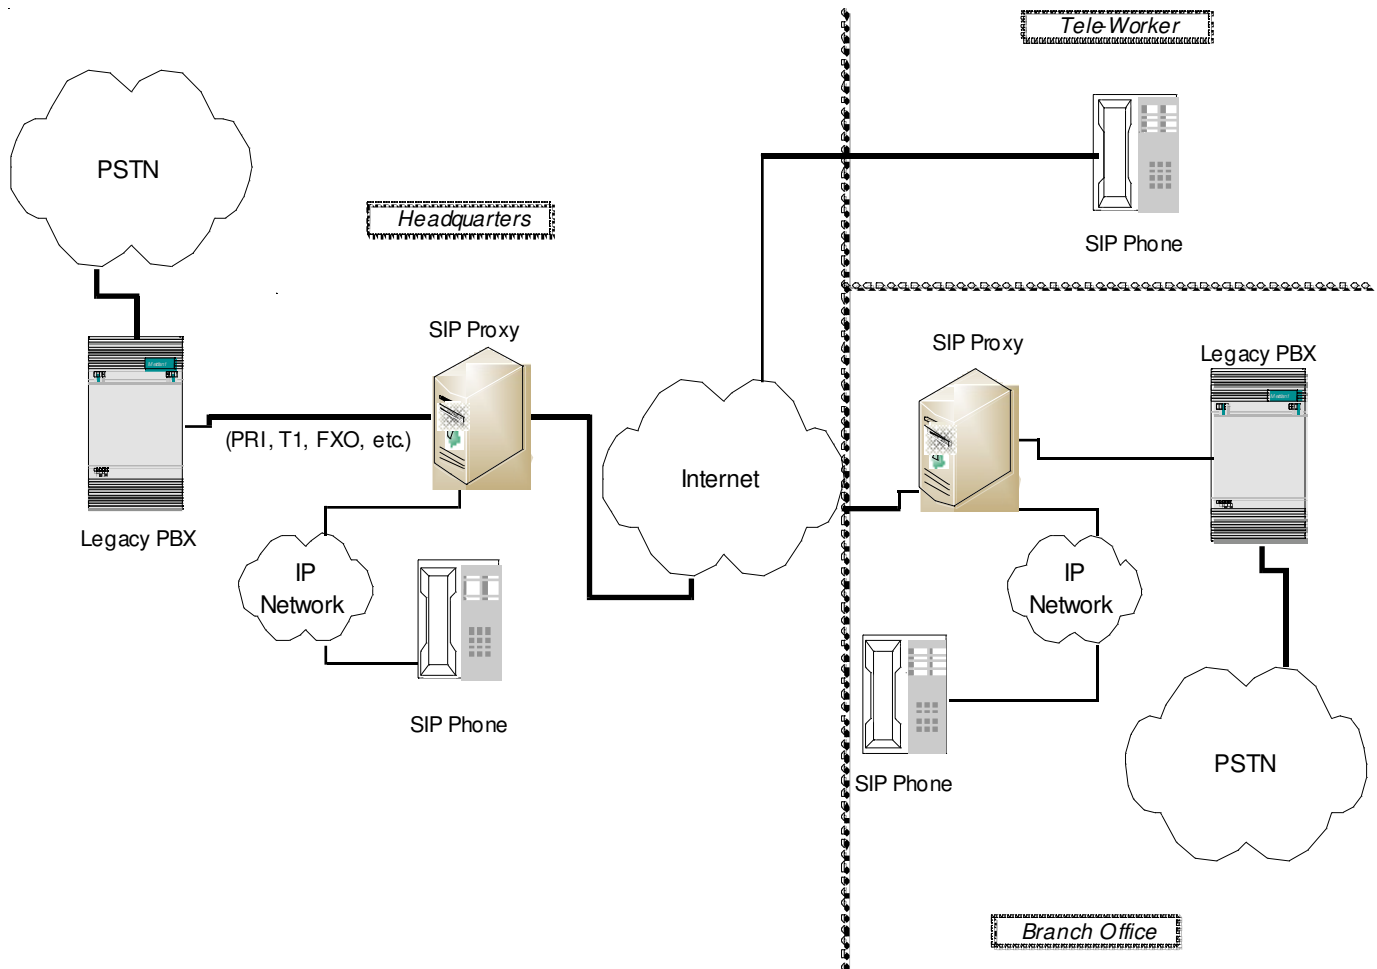 Tele-Worker
PSTN
Headquarters
SIP Phone
SIP Proxy
SIP Proxy
Legacy PBX
(PRI, T1, FXO, etc.)
Internet
Legacy PBX
IP
Network
IP
Network
SIP Phone
SIP Phone
PSTN
Branch Office